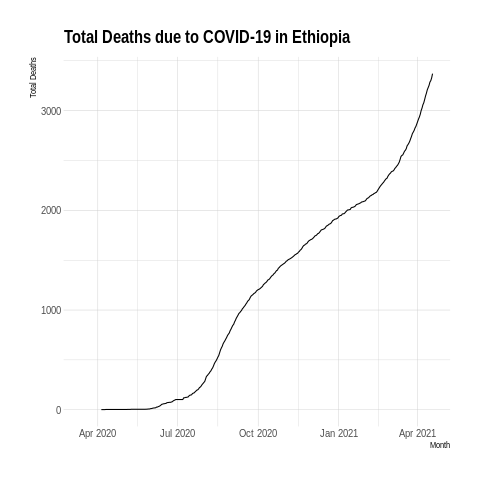 Total Deaths due to COVID-19 in Ethiopia
Total Deaths
3000
2000
1000
0
Apr 2020 Jul 2020 Oct 2020 Jan 2021 Apr 2021
Month